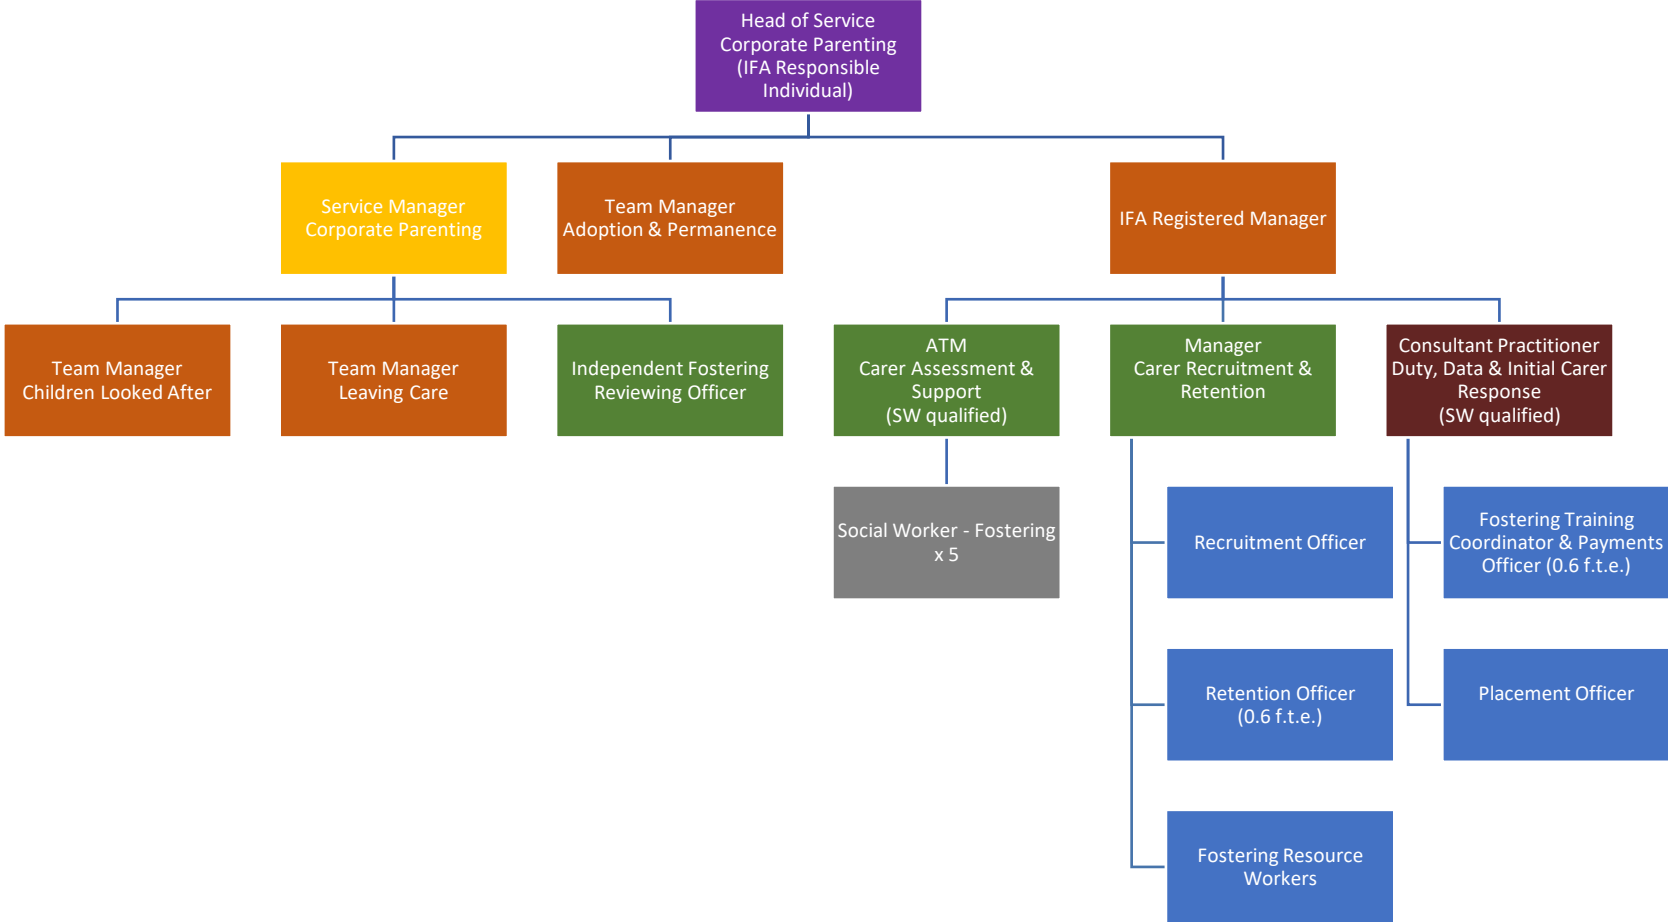 Head of Service
Corporate Parenting
(IFA Responsible
Individual)
Service Manager
Corporate Parenting
Team Manager
Adoption & Permanence
IFA Registered Manager
Team Manager
Children Looked After
Team Manager
Leaving Care
Independent Fostering
Reviewing Officer
ATM
Carer Assessment &
Support
(SW qualified)
Manager
Carer Recruitment &
Retention
Consultant Practitioner
Duty, Data & Initial Carer
Response
(SW qualified)
Social Worker - Fostering
x 5
Recruitment Officer
Fostering Training
Coordinator & Payments
Officer (0.6 f.t.e.)
Retention Officer
(0.6 f.t.e.)
Placement Officer
Fostering Resource
Workers